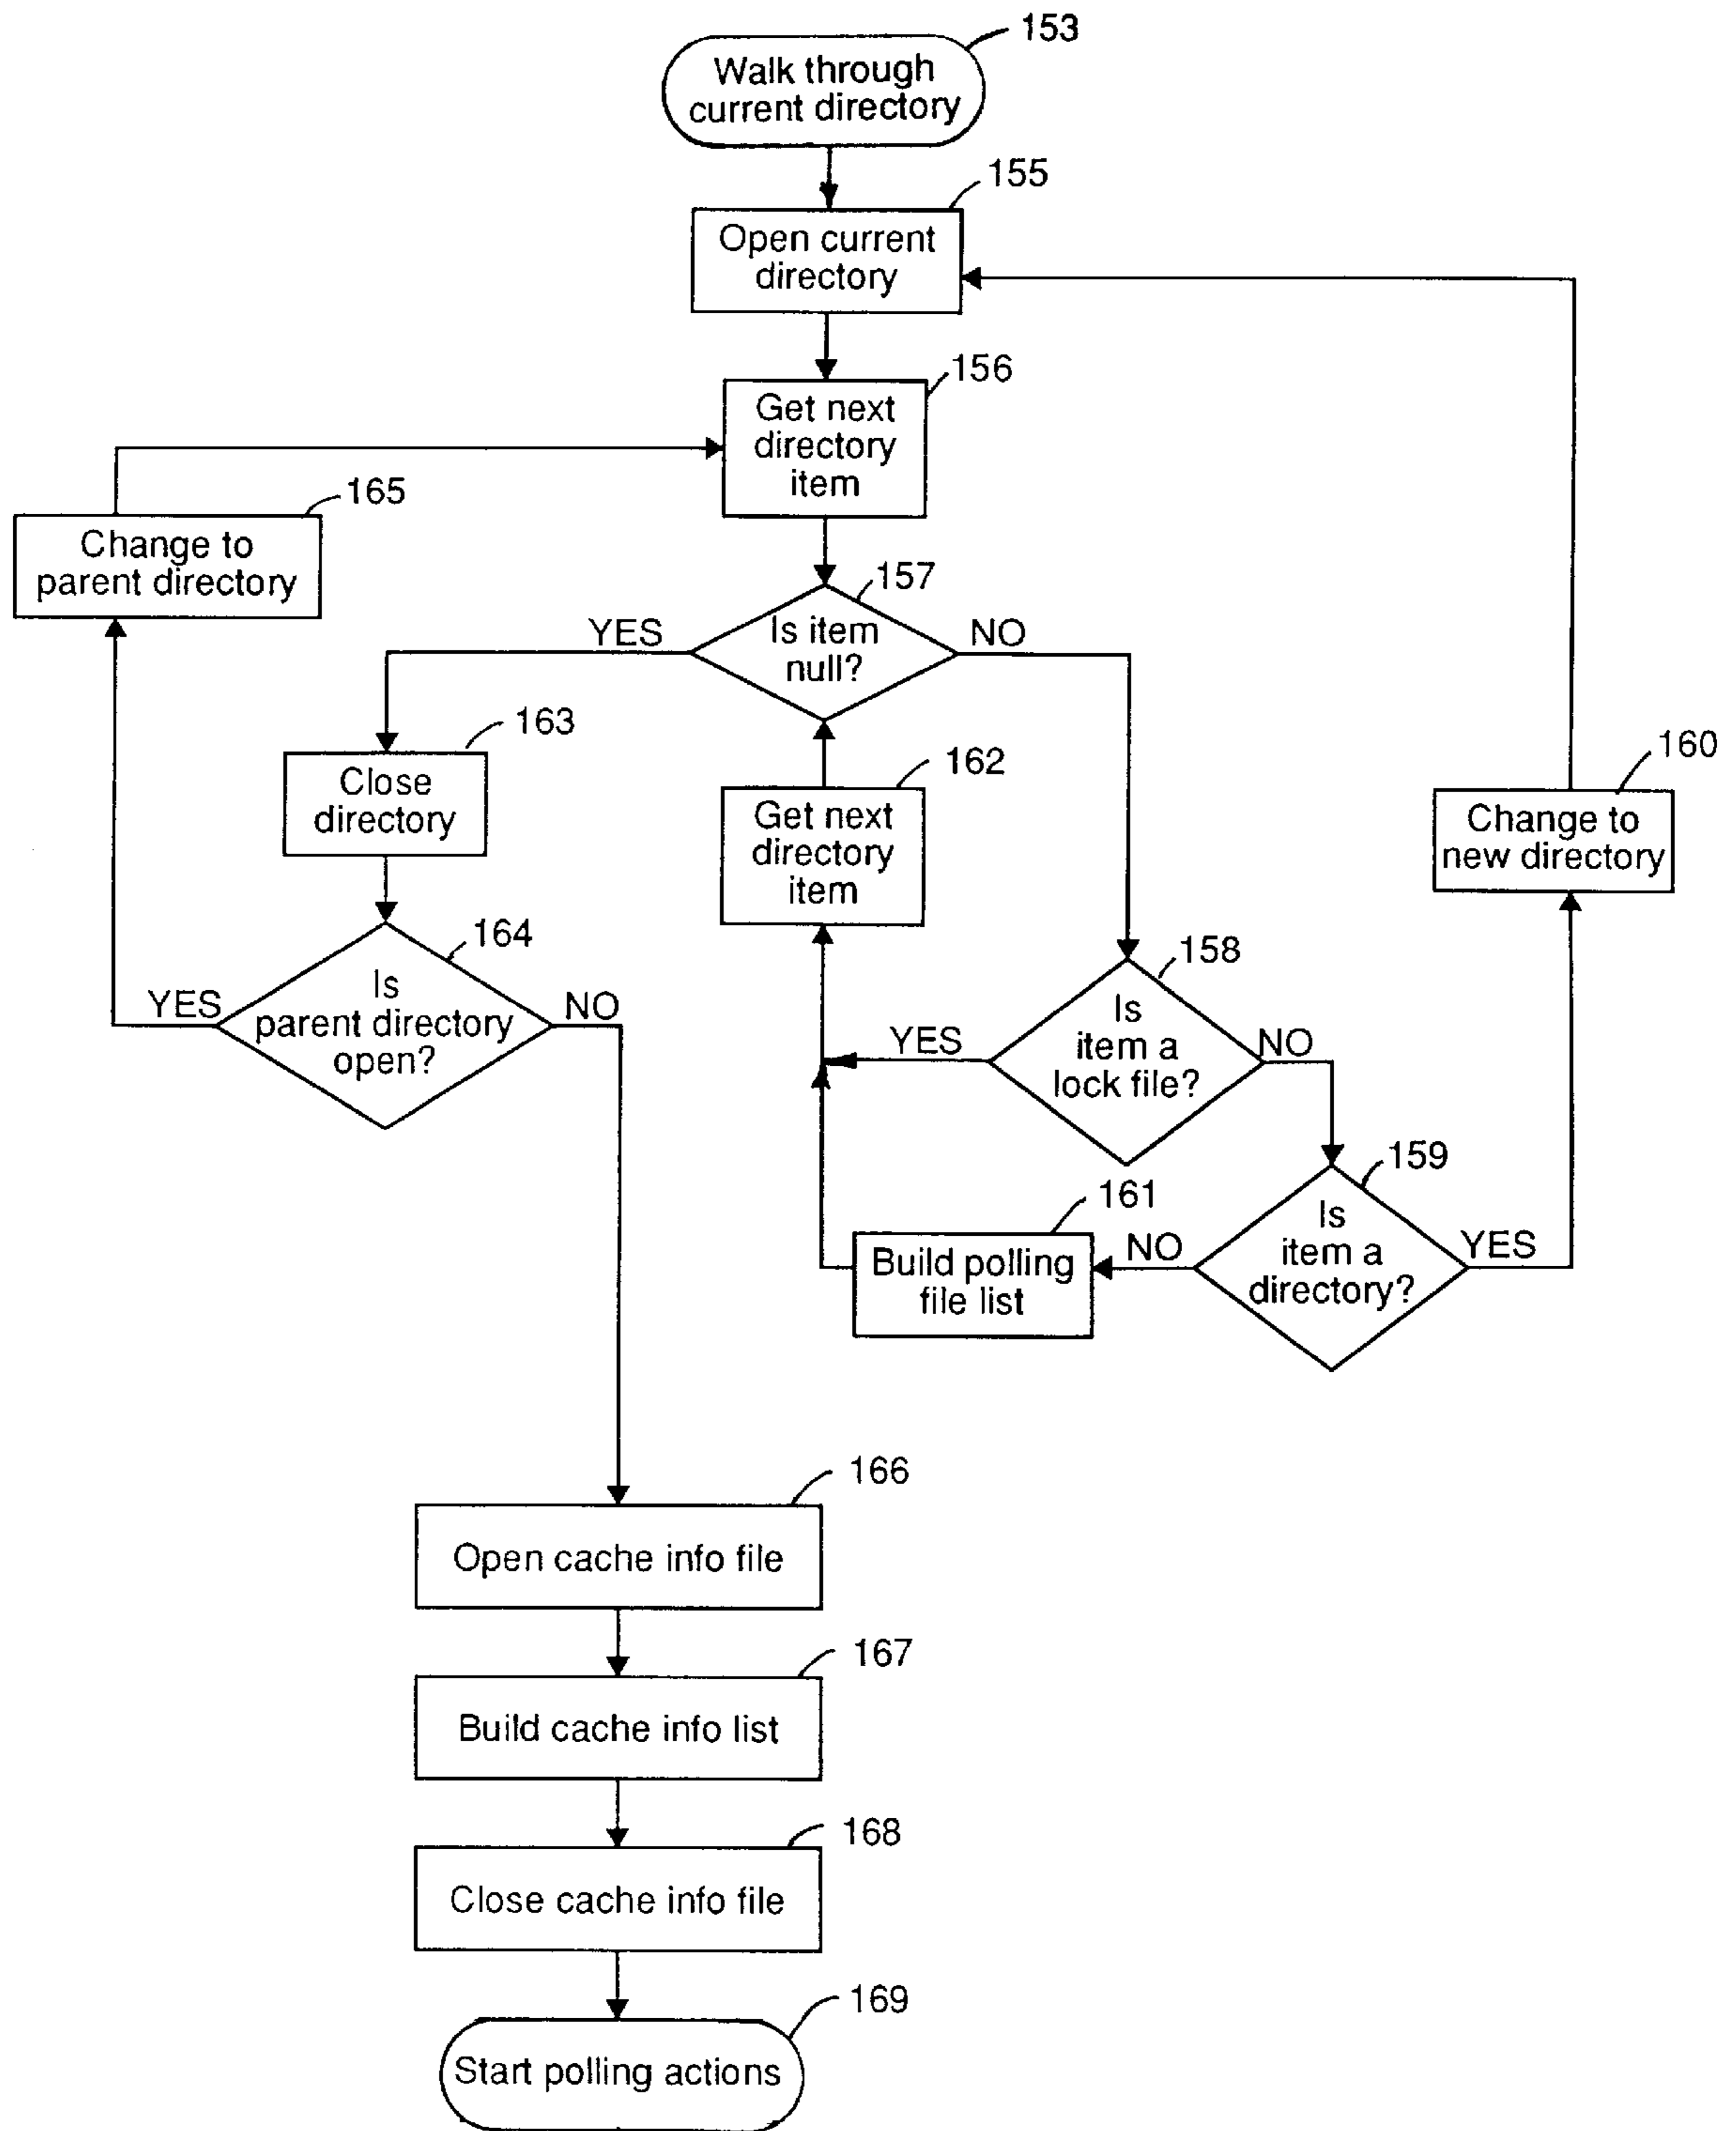 153
Walk through
current directory
155
Open current
directory
156
Get next
directory
item
165
Change to
parent directory
157
Is item
null?
YES
NO
163
Close
directory
162
Get next
directory
item
160
Change to
new directory
164
Is
parent directory
open?
YES
NO
158
Is
item a
lock file?
YES
NO
159
Is
item a
directory?
NO
YES
161
Build polling
file list
166
Open cache info file
167
Build cache info list
168
Close cache info file
169
Start polling actions